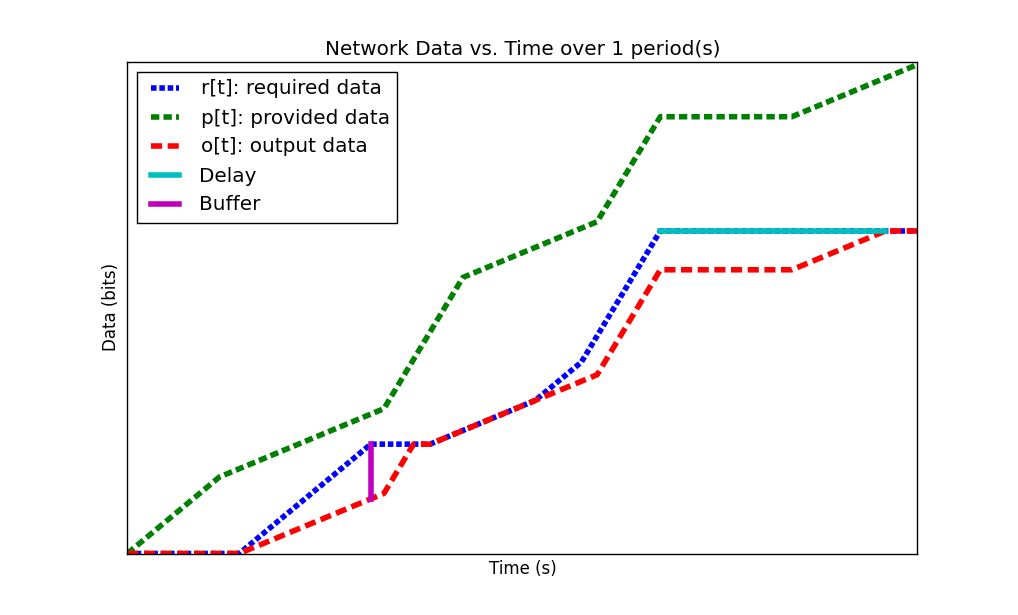 Network Data vs. Time over 1 period(s)
r[t]: required data
p[t]: provided data
o[t]: output data
Delay
Buffer
Data (bits)
Time (s)